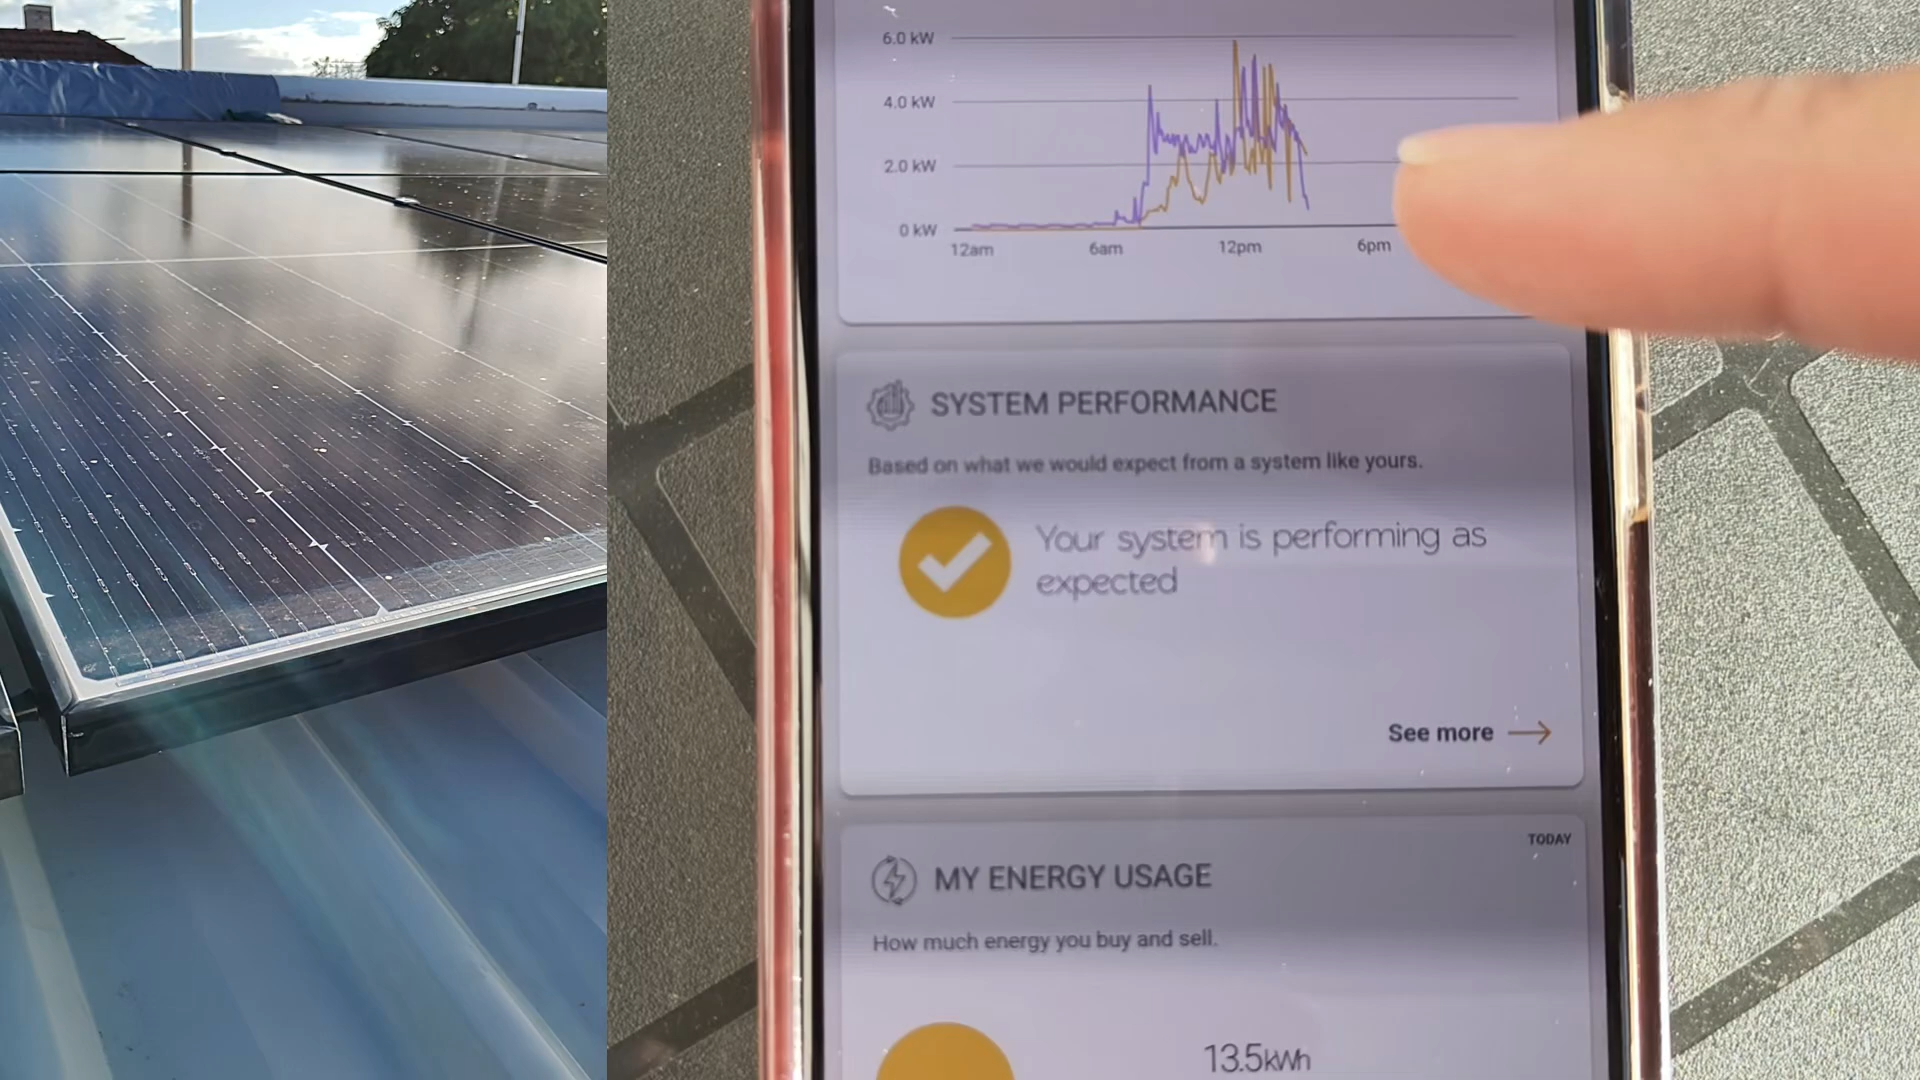 6.0 kW
4.0 kW
2.0 kW
0 kW
12am 6am 12pm 6pm
SYSTEM PERFORMANCE
Based on what we would expect from a system like yours.
Your system is performing as
expected
See more
TODAY
MY ENERGY USAGE
How much energy you buy and sell.
13.5kWh